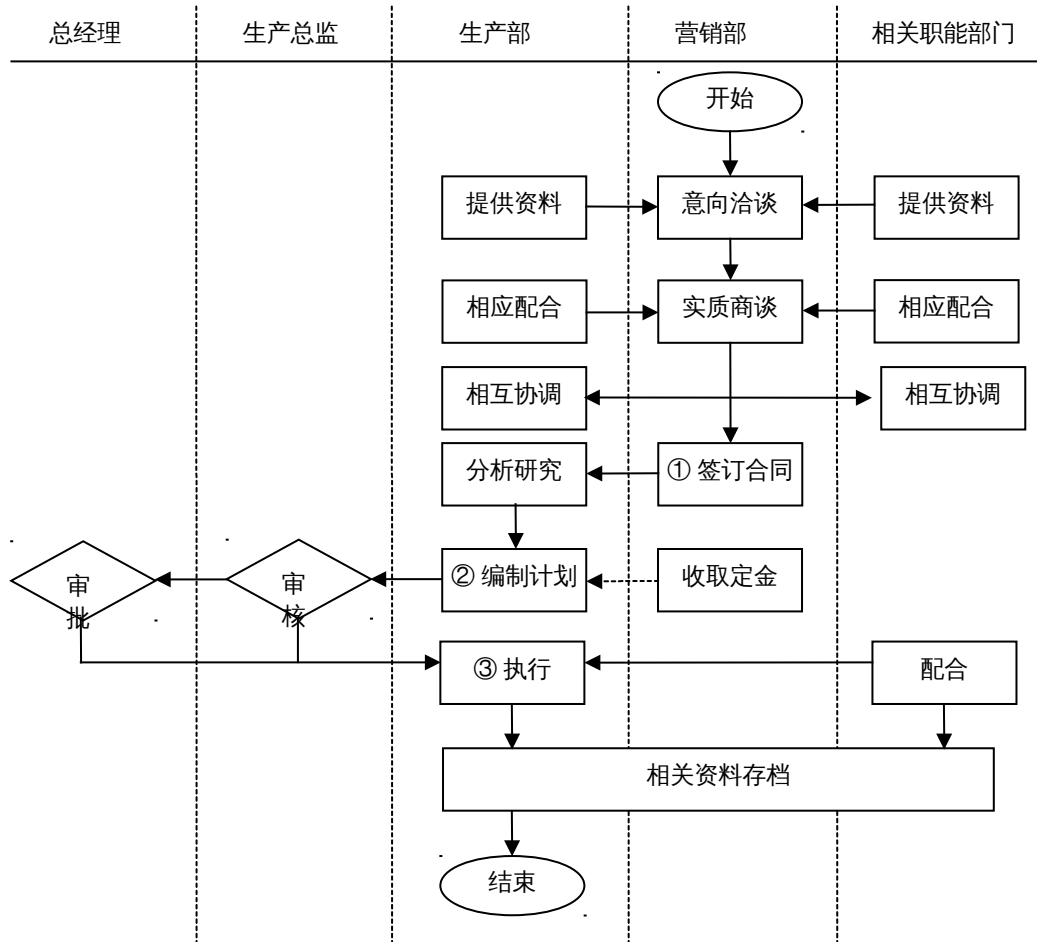 总经理
生产总监
生产部
营销部
相关职能部门
开始
提供资料
意向洽谈
提供资料
相应配合
实质商谈
相应配合
相互协调
相互协调
分析研究
① 签订合同
审
批
审
核
② 编制计划
收取定金
③ 执行
配合
相关资料存档
结束